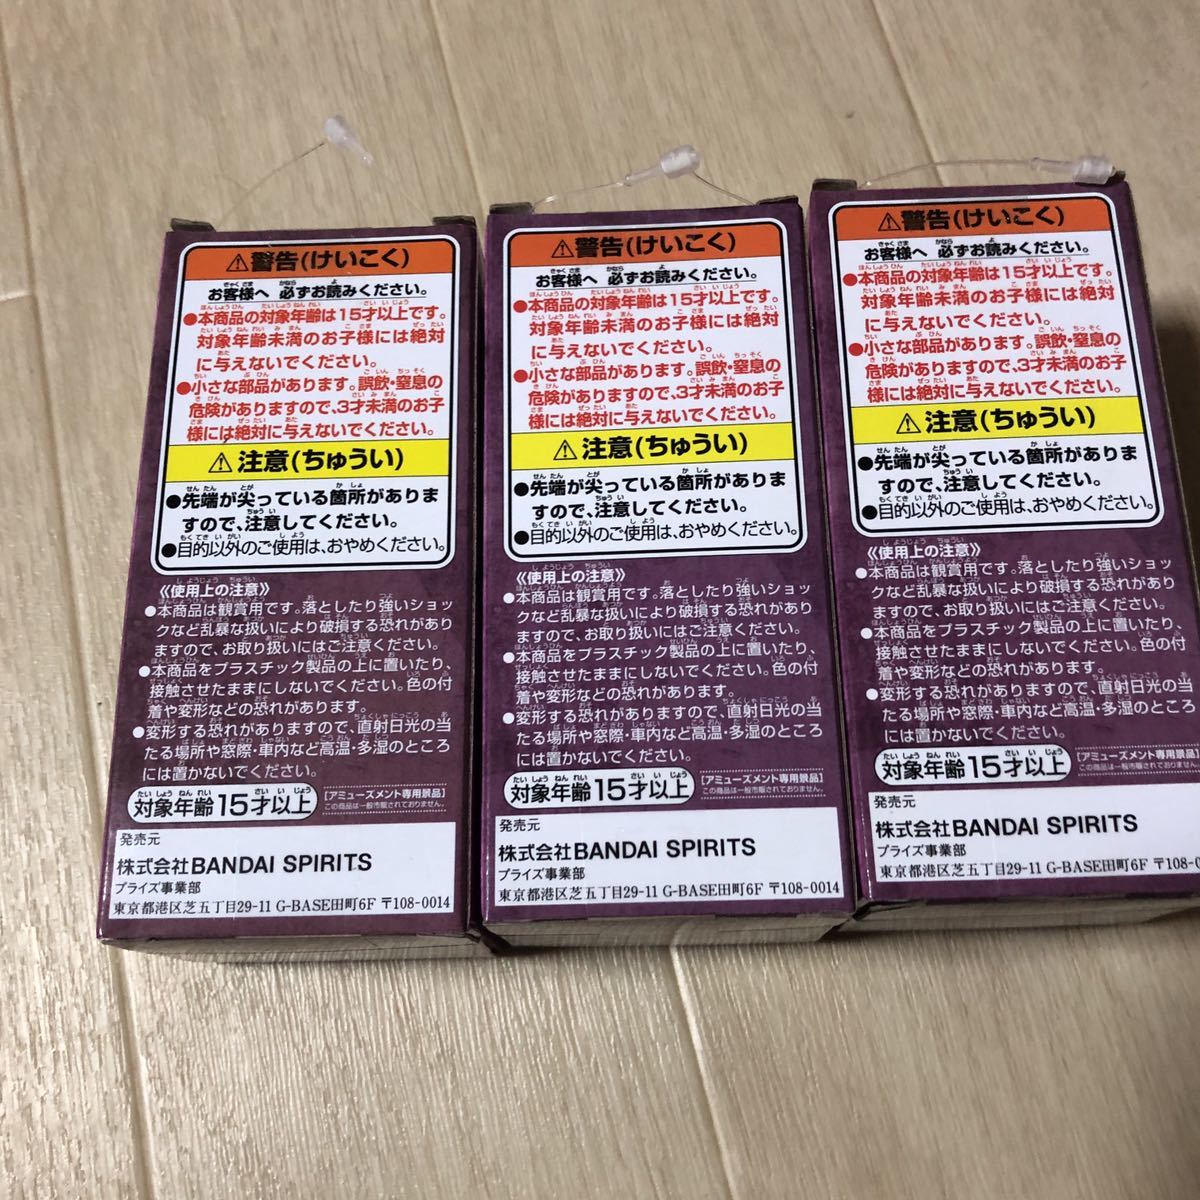 ⚠警告(けいこく)
お客様へ 必ずお読みください。
●本商品の対象年齢は15才以上です。
対象年齢未満のお子様には絶対
に与えないでください。
●小さな部品があります。誤飲・窒息の
危険がありますので、3才未満のお子
様には絶対に与えないでください。
⚠注意(ちゅうい)
●先端が尖っている箇所がありま
すので、注意してください。
●目的以外のご使用は、おやめください。
《使用上の注意》
●本商品は観賞用です。落としたり強いショッ
クなど乱暴な扱いにより破損する恐れがあり
ますので、お取り扱いにはご注意ください。
●本商品をプラスチック製品の上に置いたり、
接触させたままにしないでください。色の付
着や変形などの恐れがあります。
●変形する恐れがありますので、直射日光の当
たる場所や窓際・車内など高温・多湿のところ
には置かないでください。
対象年齢15才以上
[アミューズメント専用景品]
この商品は一般市販されておりません。
発売元
株式会社BANDAI SPIRITS
プライズ事業部
東京都港区芝五丁目29-11 G-BASE田町6F 〒108-0014
⚠警告(けいこく)
お客様へ 必ずお読みください。
●本商品の対象年齢は15才以上です。
対象年齢未満のお子様には絶対
に与えないでください。
●小さな部品があります。誤飲・窒息の
危険がありますので、3才未満のお子
様には絶対に与えないでください。
⚠注意(ちゅうい)
●先端が尖っている箇所がありま
すので、注意してください。
●目的以外のご使用は、おやめください。
《使用上の注意》
●本商品は観賞用です。落としたり強いショッ
クなど乱暴な扱いにより破損する恐れがあり
ますので、お取り扱いにはご注意ください。
●本商品をプラスチック製品の上に置いたり、
接触させたままにしないでください。色の付
着や変形などの恐れがあります。
●変形する恐れがありますので、直射日光の当
たる場所や窓際・車内など高温・多湿のところ
には置かないでください。
対象年齢15才以上
[アミューズメント専用景品]
この商品は一般市販されておりません。
発売元
株式会社BANDAI SPIRITS
プライズ事業部
東京都港区芝五丁目29-11 G-BASE田町6F 〒108-0014
⚠警告(けいこく)
お客様へ 必ずお読みください。
●本商品の対象年齢は15才以上です。
対象年齢未満のお子様には絶対
に与えないでください。
●小さな部品があります。誤飲・窒息の
危険がありますので、3才未満のお子
様には絶対に与えないでください。
⚠注意(ちゅうい)
●先端が尖っている箇所がありま
すので、注意してください。
●目的以外のご使用は、おやめください。
《使用上の注意》
●本商品は観賞用です。落としたり強いショッ
クなど乱暴な扱いにより破損する恐れがあり
ますので、お取り扱いにはご注意ください。
●本商品をプラスチック製品の上に置いたり、
接触させたままにしないでください。色の付
着や変形などの恐れがあります。
●変形する恐れがありますので、直射日光の当
たる場所や窓際・車内など高温・多湿のところ
には置かないでください。
対象年齢15才以上
[アミューズメント専用景品]
この商品は一般市販されておりません。
発売元
株式会社BANDAI SPIRITS
プライズ事業部
東京都港区芝五丁目29-11 G-BASE田町6F 〒108-0014